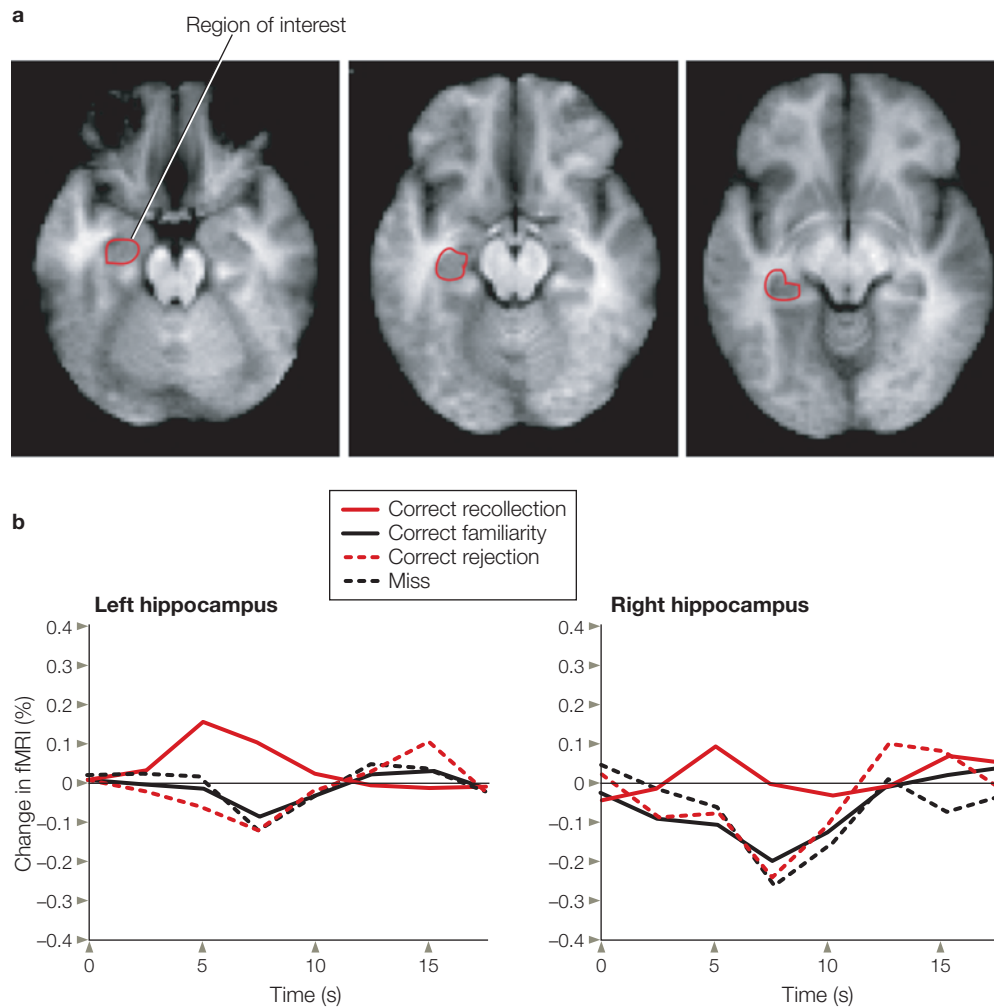 a
Region of interest
b
Correct recollection
Correct familiarity
Correct rejection
Miss
Left hippocampus
Right hippocampus
Change in fMRI (%)
0.4
0.3
0.2
0.1
0
–0.1
–0.2
–0.3
–0.4
0
5
10
15
Time (s)
0.4
0.3
0.2
0.1
0
–0.1
–0.2
–0.3
–0.4
0
5
10
15
Time (s)